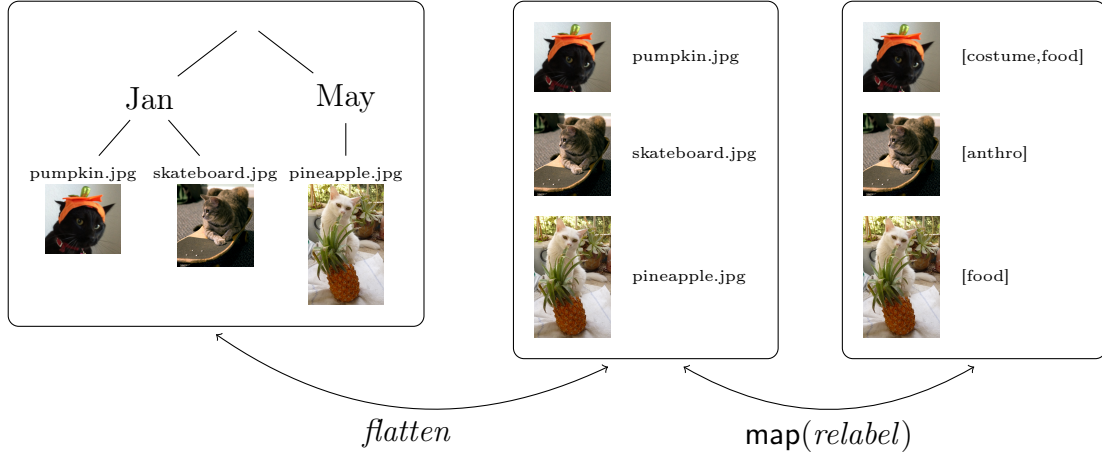 Jan
May
pumpkin.jpg
skateboard.jpg
pineapple.jpg
pumpkin.jpg
skateboard.jpg
pineapple.jpg
[costume,food]
[anthro]
[food]
flatten
map(relabel)